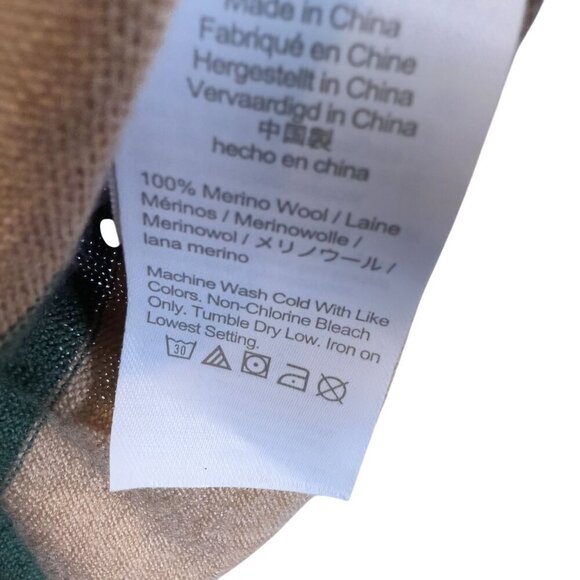 Made in China
Fabriqué en Chine
Hergestellt in China
Vervaardigd in China
中国製
hecho en china
100% Merino Wool / Laine
Mérinos / Merinowolle /
Merinowol / メリノウール /
lana merino
Machine Wash Cold With Like
Colors. Non-Chlorine Bleach
Only. Tumble Dry Low. Iron on
Lowest Setting.
30